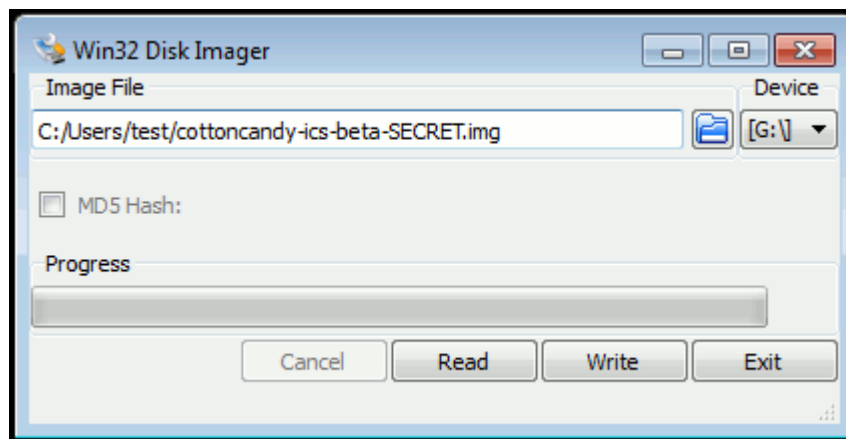 Win32 Disk Imager
Image File Device
C:/Users/test/cottoncandy-ics-beta-SECRET.img [G:\]
MD5 Hash:
Progress
Cancel Read Write Exit